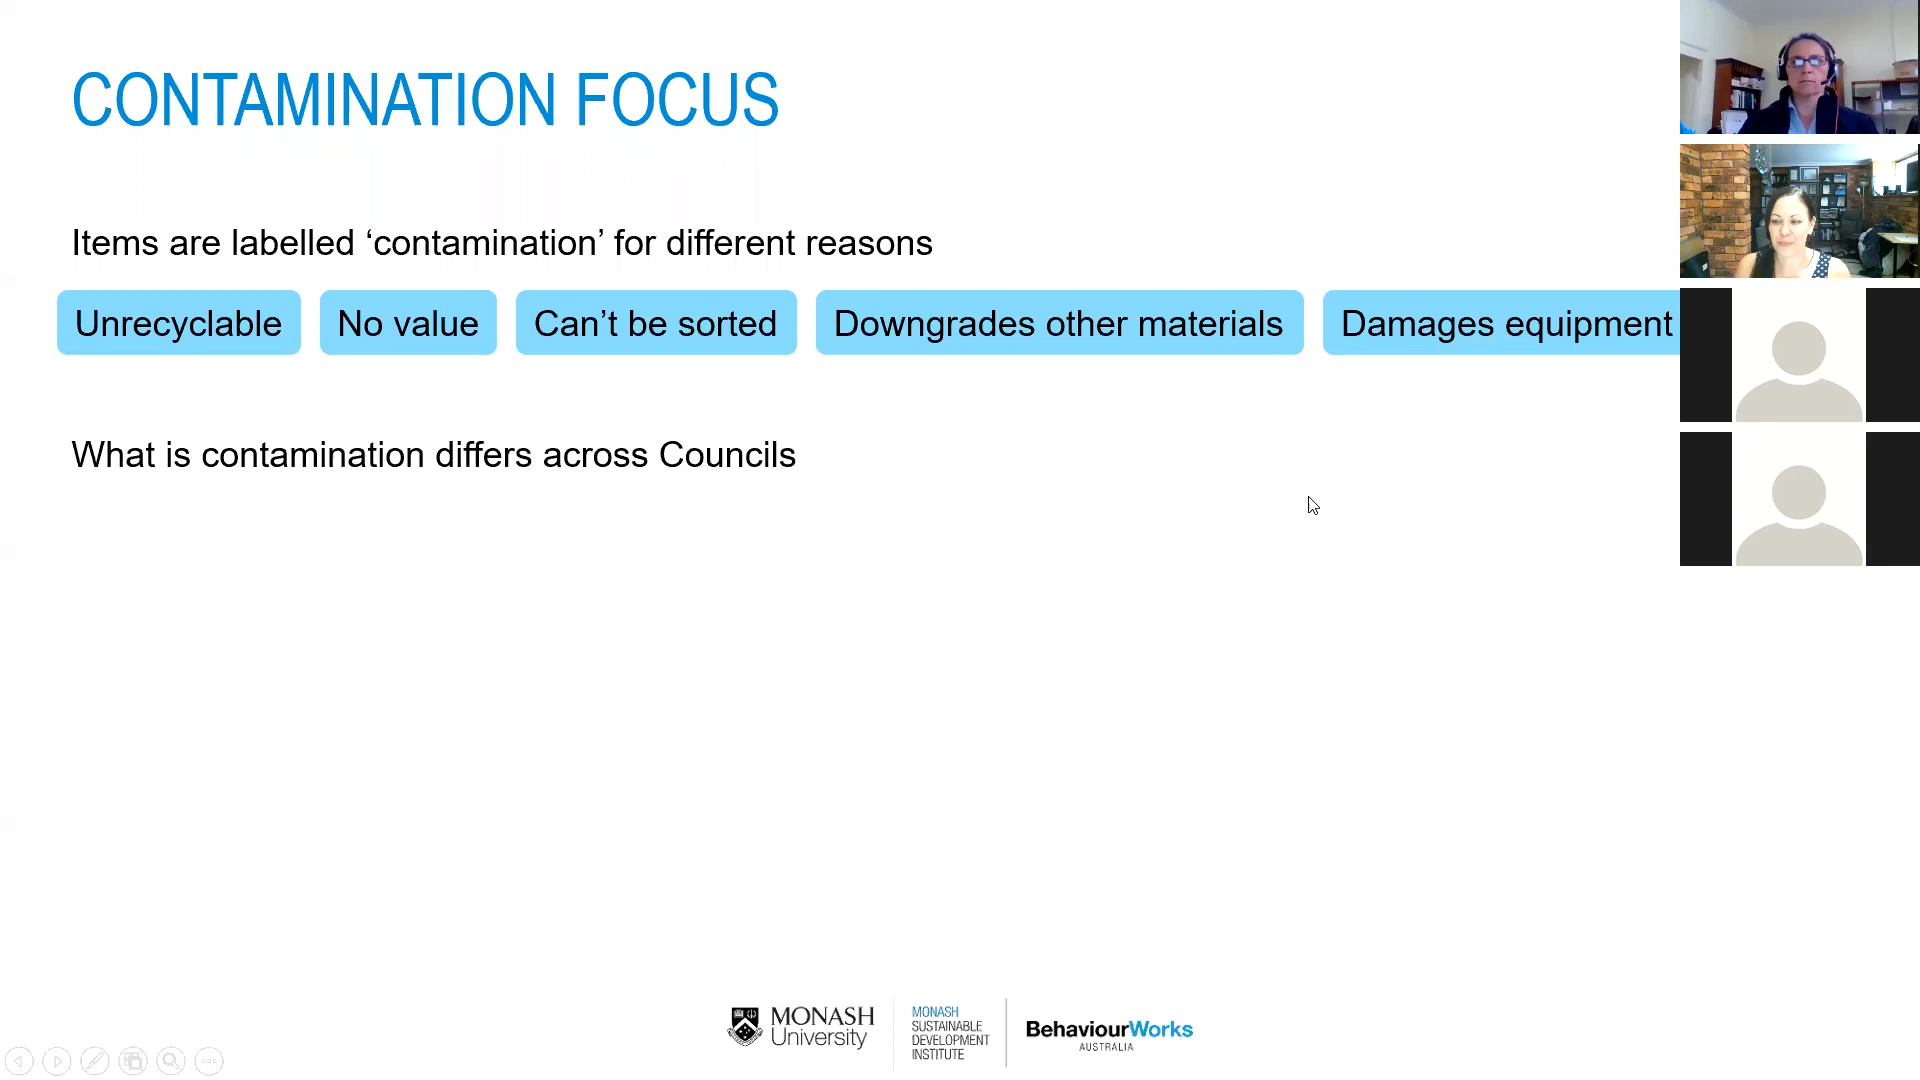 CONTAMINATION FOCUS
Items are labelled ‘contamination’ for different reasons
Unrecyclable
No value
Can’t be sorted
Downgrades other materials
Damages equipment
What is contamination differs across Councils
MONASH
University
MONASH
SUSTAINABLE
DEVELOPMENT
INSTITUTE
BehaviourWorks
AUSTRALIA